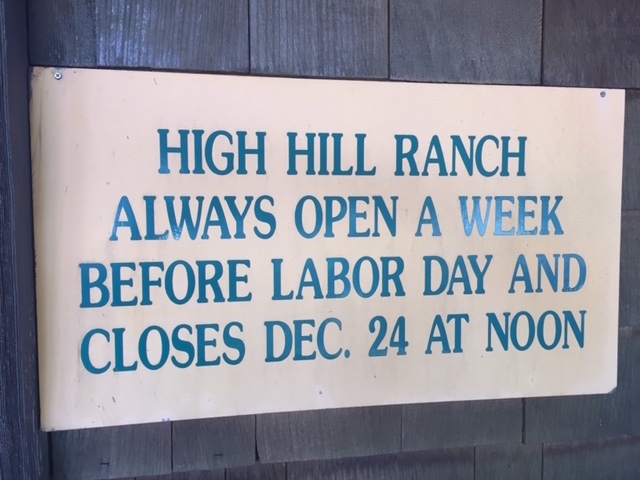 HIGH HILL RANCH
ALWAYS OPEN A WEEK
BEFORE LABOR DAY AND
CLOSES DEC. 24 AT NOON